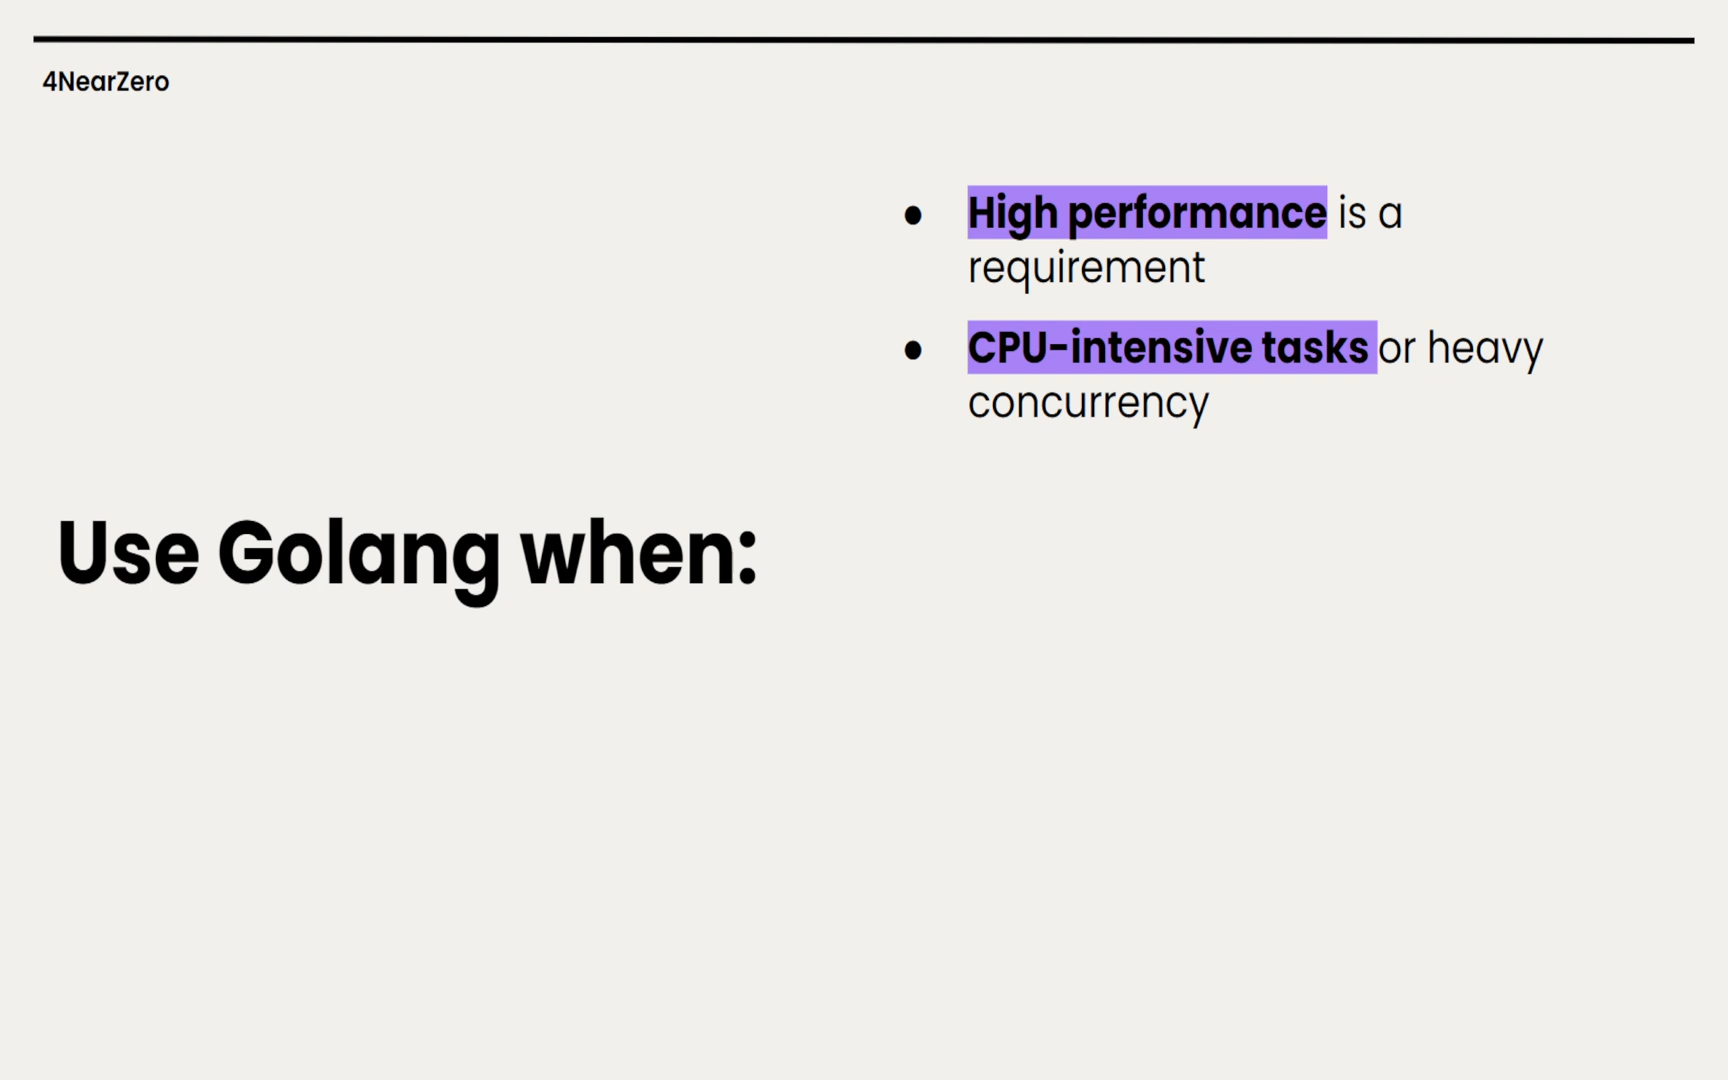 4NearZero
Use Golang when:
● High performance is a
requirement
● CPU-intensive tasks or heavy
concurrency